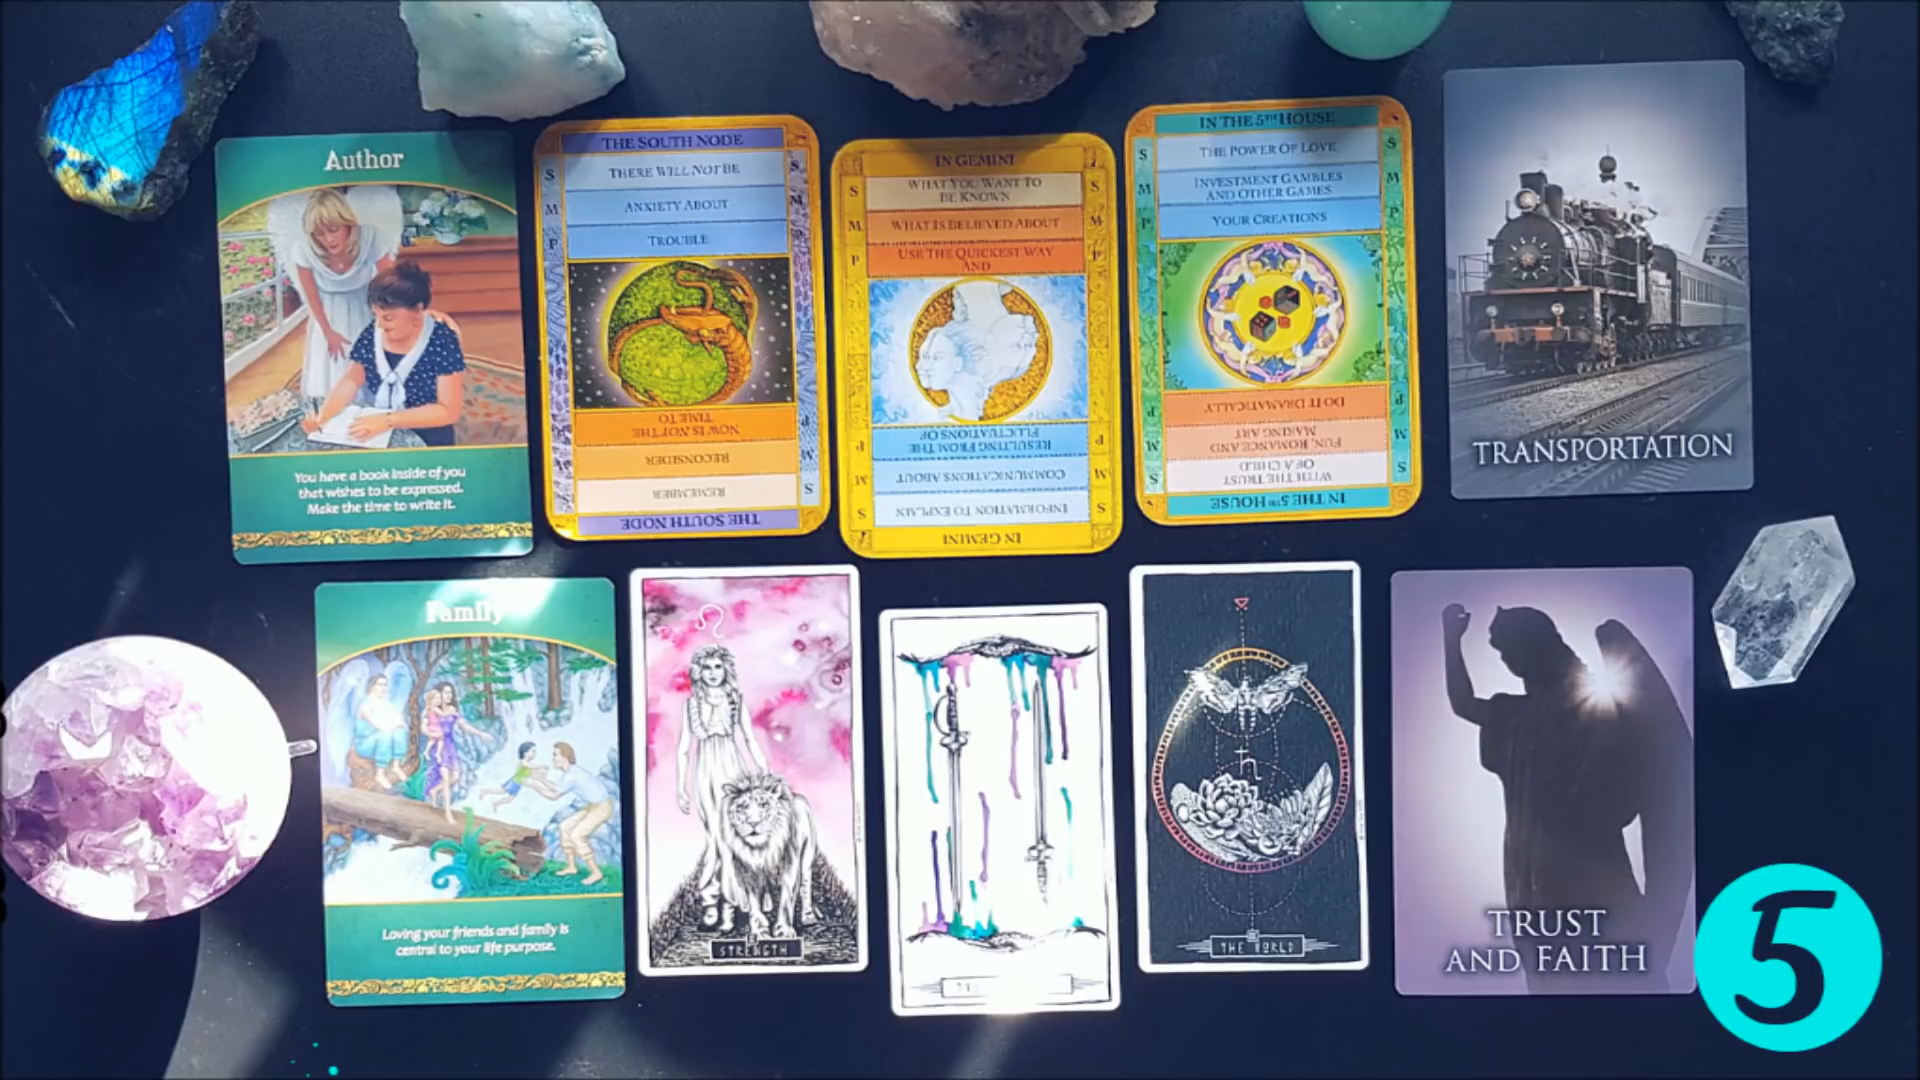 Author
You have a book inside of you
that wishes to be expressed.
Make the time to write it.
THE SOUTH NODE
S
S
THERE WILL NOT BE
M
M
ANXIETY ABOUT
P
TROUBLE
NOW IS NOT THE
TIME TO
P
RECONSIDER
M
REMEMBER
S
S
THE SOUTH NODE
IN GEMINI
S
S
WHAT YOU WANT TO
BE KNOWN
M
M
WHAT IS BELIEVED ABOUT
P
P
USE THE QUICKEST WAY
AND
RESULTING FROM THE
FLUCTUATIONS OF
P
P
COMMUNICATIONS ABOUT
M
M
INFORMATION TO EXPLAIN
S
S
IN GEMINI
IN THE 5TH HOUSE
S
S
THE POWER OF LOVE
M
M
INVESTMENT GAMBLES
AND OTHER GAMES
P
P
YOUR CREATIONS
DO IT DRAMATICALLY
P
P
FUN, ROMANCE AND
MAKING ART
M
M
WITH THE TRUST
OF A CHILD
S
S
IN THE 5TH HOUSE
TRANSPORTATION
Family
Loving your friends and family is
central to your life purpose.
STRENGTH
THE WORLD
TRUST
AND FAITH
5